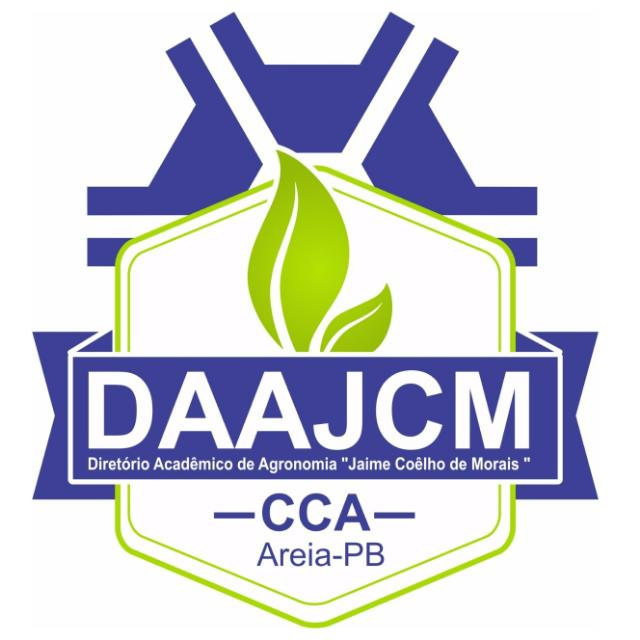 DAAJCM
Diretório Acadêmico de Agronomia "Jaime Coêlho de Morais "
—CCA—
Areia-PB